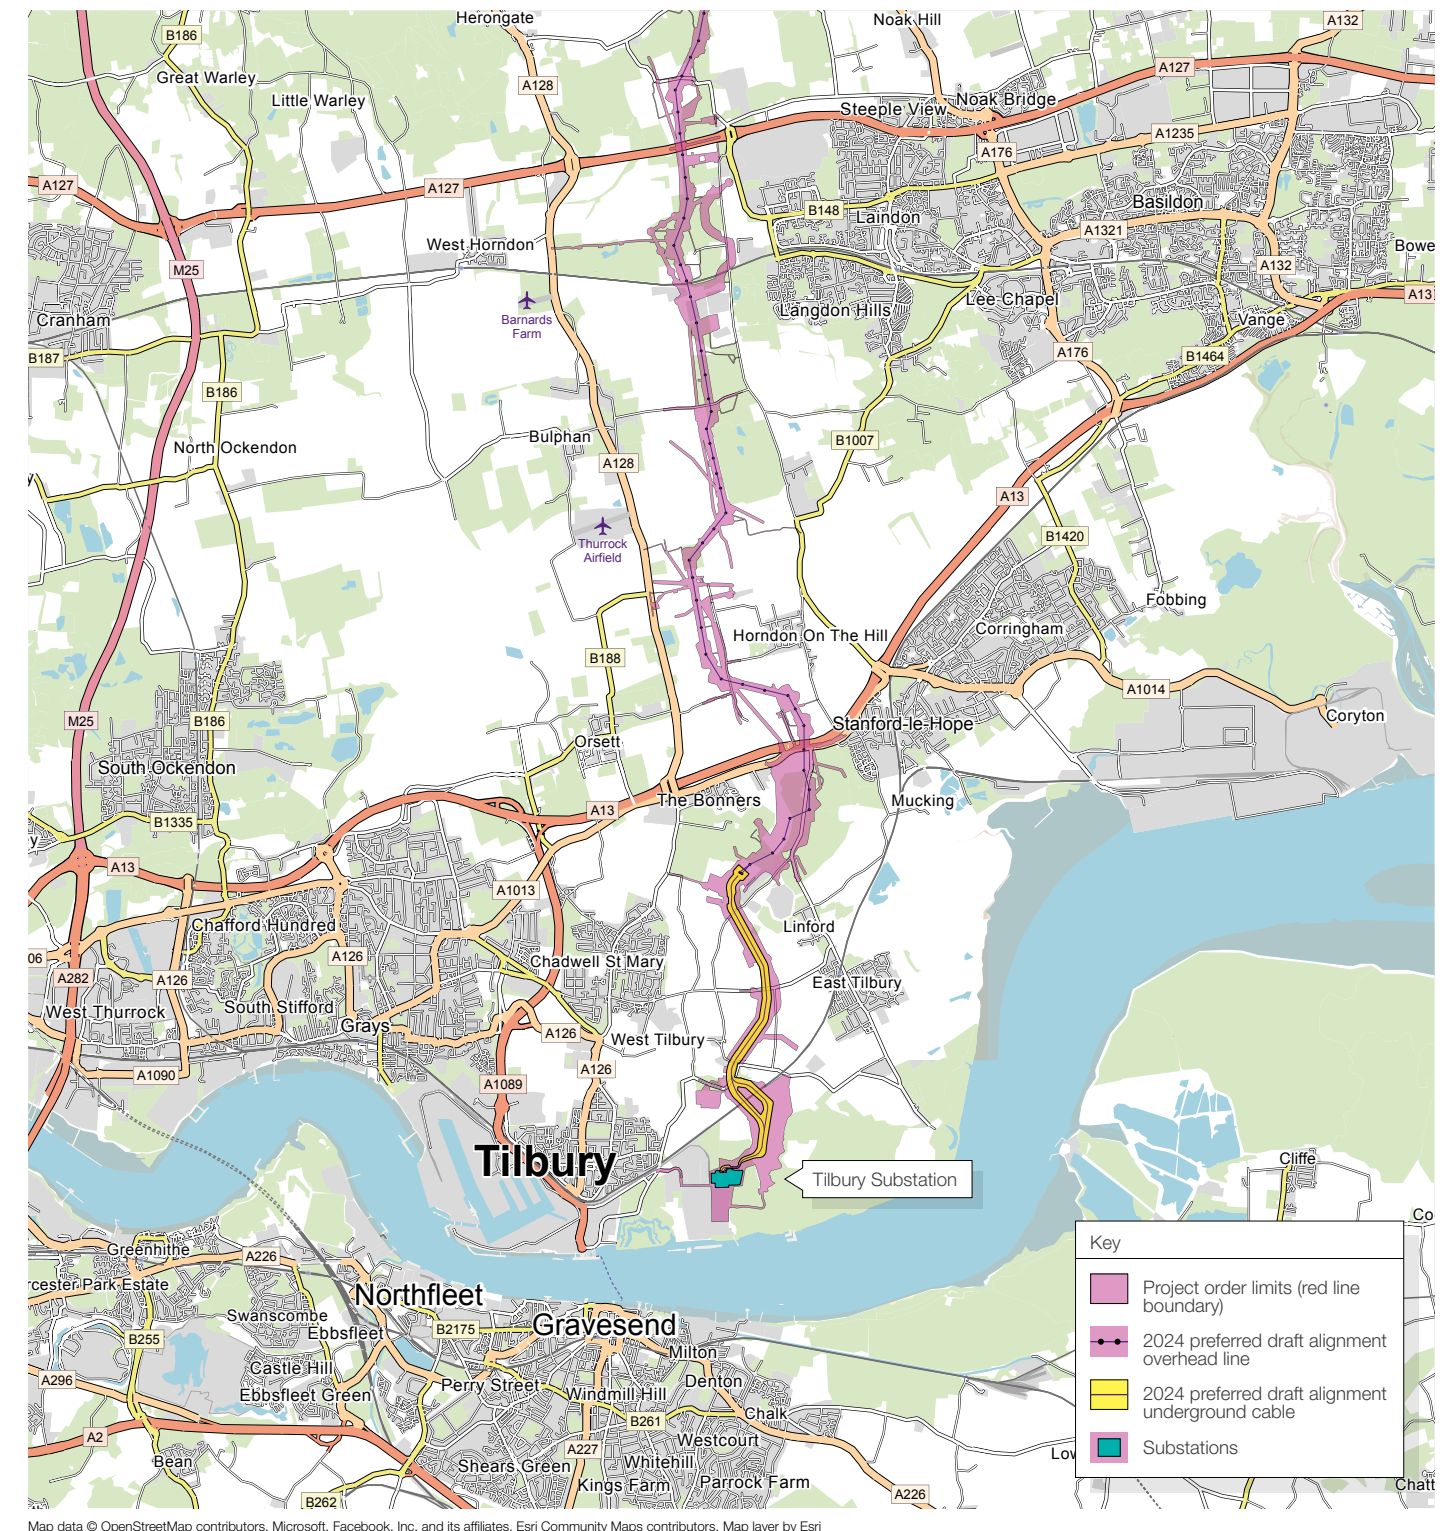 Herongate
Noak Hill
A132
B186
A127
Great Warley
A128
Little Warley
Steeple View
Noak Bridge
A1235
A176
A127
A127
B148
Laindon
Basildon
A1321
West Horndon
Bowe
M25
A132
Barnards
Farm
Langdon Hills
Lee Chapel
A13
Cranham
Vange
B187
A176
B1464
B186
Bulphan
B1007
North Ockendon
A128
A13
Thurrock
Airfield
B1420
Fobbing
Horndon On The Hill
Corringham
B188
A1014
M25
B186
Stanford-le-Hope
Coryton
Orsett
South Ockendon
The Bonners
Mucking
A13
B1335
y
A13
A1013
Chafford Hundred
Linford
06
A126
Chadwell St Mary
A282
A126
East Tilbury
West Thurrock
South Stifford
Grays
A126
West Tilbury
A1090
A1089
A126
Tilbury
Cliffe
Tilbury Substation
Co
Greenhithe
A226
Key
rcester Park Estate
Northfleet
Project order limits (red line
boundary)
Swanscombe
Ebbsfleet
B2175
Gravesend
B255
Milton
2024 preferred draft alignment
overhead line
Castle Hill
A296
Ebbsfleet Green
Perry Street
Windmill Hill
Denton
2024 preferred draft alignment
underground cable
B261
Chalk
A2
A227
Westcourt
Substations
Bean
Shears Green
Whitehill
Low
Kings Farm
Parrock Farm
A226
Chatt
B262
Map data © OpenStreetMap contributors, Microsoft, Facebook, Inc. and its affiliates, Esri Community Maps contributors, Map layer by Esri